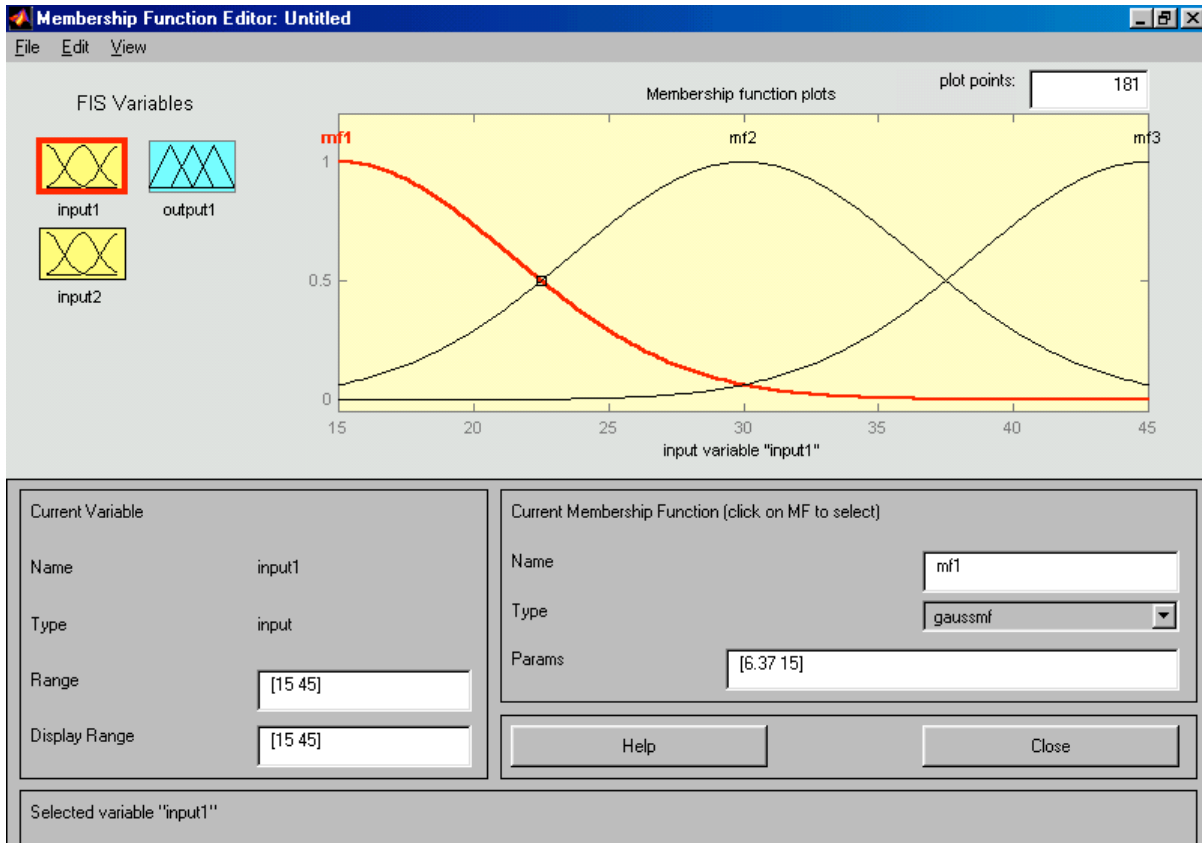 Membership Function Editor: Untitled
File Edit View
FIS Variables
input1
output1
input2
Membership function plots
plot points:
181
mf1 mf2 mf3
1
0.5
0
15 20 25 30 35 40 45
input variable "input1"
Current Variable
Name input1
Type input
Range [15 45]
Display Range [15 45]
Current Membership Function (click on MF to select)
Name mf1
Type gaussmf
Params [6.37 15]
Help Close
Selected variable "input1"